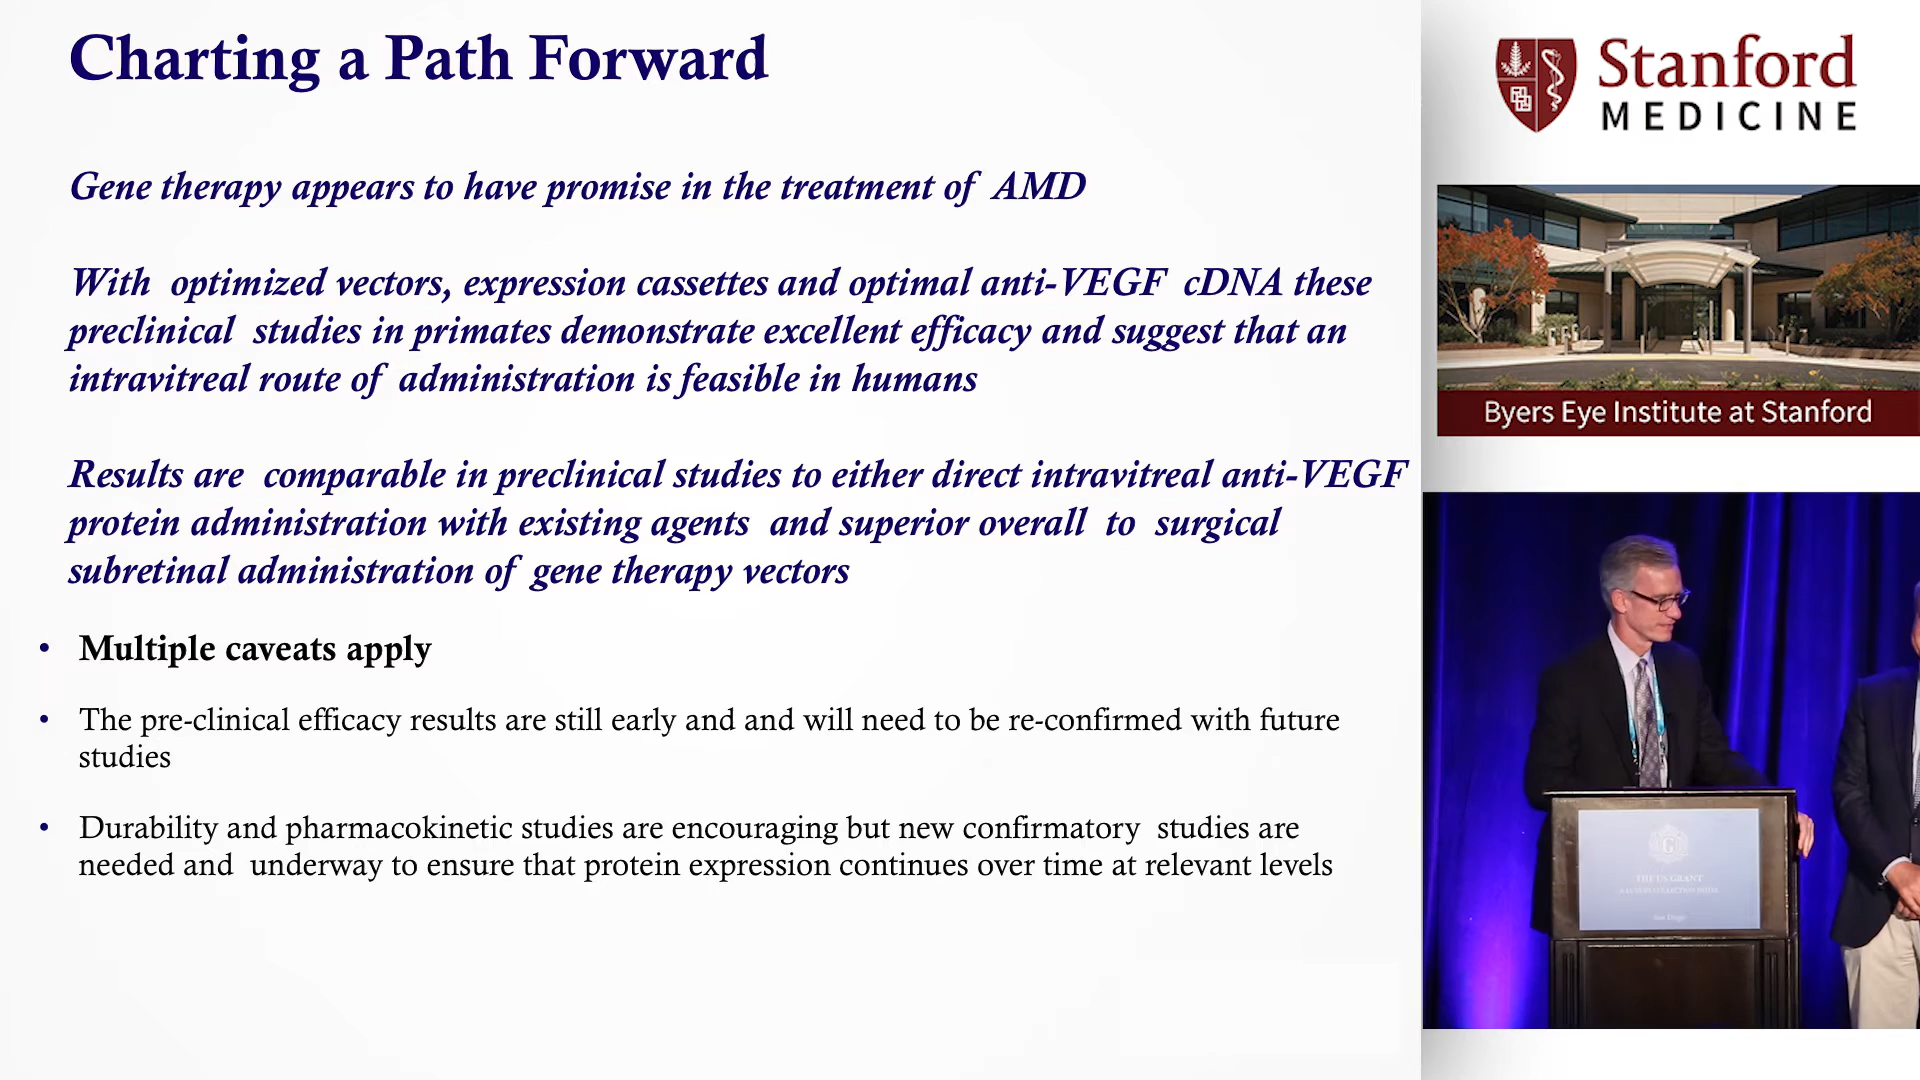 Charting a Path Forward
Gene therapy appears to have promise in the treatment of AMD
With optimized vectors, expression cassettes and optimal anti-VEGF cDNA these
preclinical studies in primates demonstrate excellent efficacy and suggest that an
intravitreal route of administration is feasible in humans
Results are comparable in preclinical studies to either direct intravitreal anti-VEGF
protein administration with existing agents and superior overall to surgical
subretinal administration of gene therapy vectors
• Multiple caveats apply
• The pre-clinical efficacy results are still early and and will need to be re-confirmed with future
studies
• Durability and pharmacokinetic studies are encouraging but new confirmatory studies are
needed and underway to ensure that protein expression continues over time at relevant levels
Stanford
MEDICINE
Byers Eye Institute at Stanford
G
THE US GRANT
San Diego